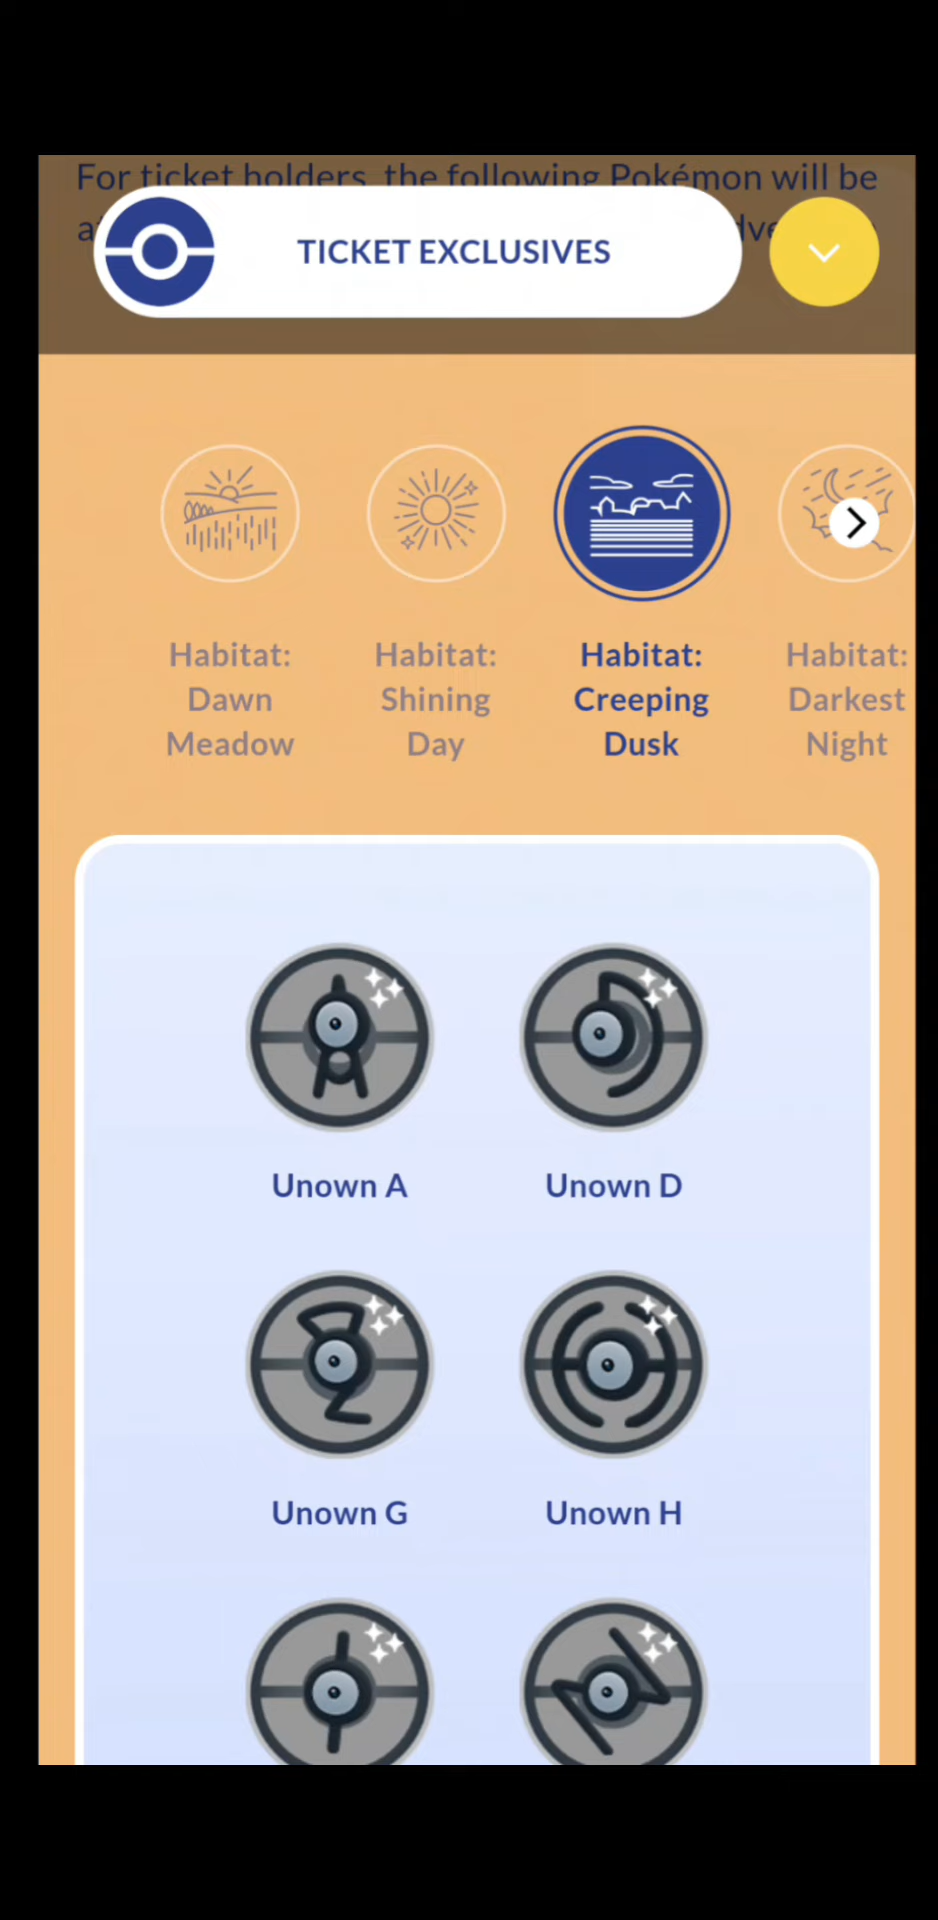 For ticket holders, the following Pokémon will be
TICKET EXCLUSIVES
Habitat:
Dawn
Meadow
Habitat:
Shining
Day
Habitat:
Creeping
Dusk
Habitat:
Darkest
Night
Unown A
Unown D
Unown G
Unown H